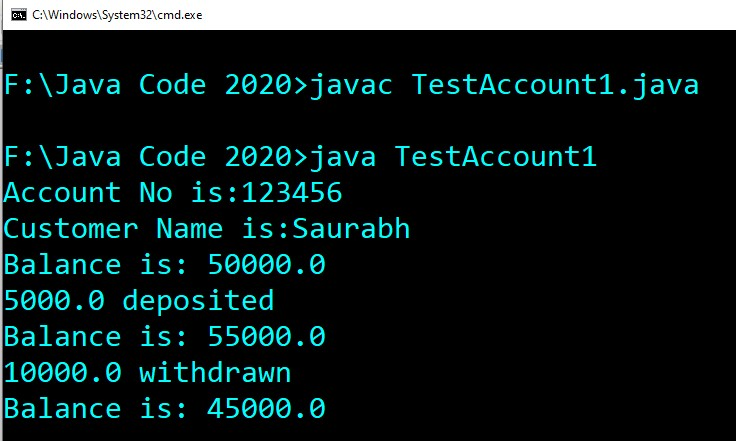 C:\Windows\System32\cmd.exe
F:\Java Code 2020>javac TestAccount1.java
F:\Java Code 2020>java TestAccount1
Account No is:123456
Customer Name is:Saurabh
Balance is: 50000.0
5000.0 deposited
Balance is: 55000.0
10000.0 withdrawn
Balance is: 45000.0